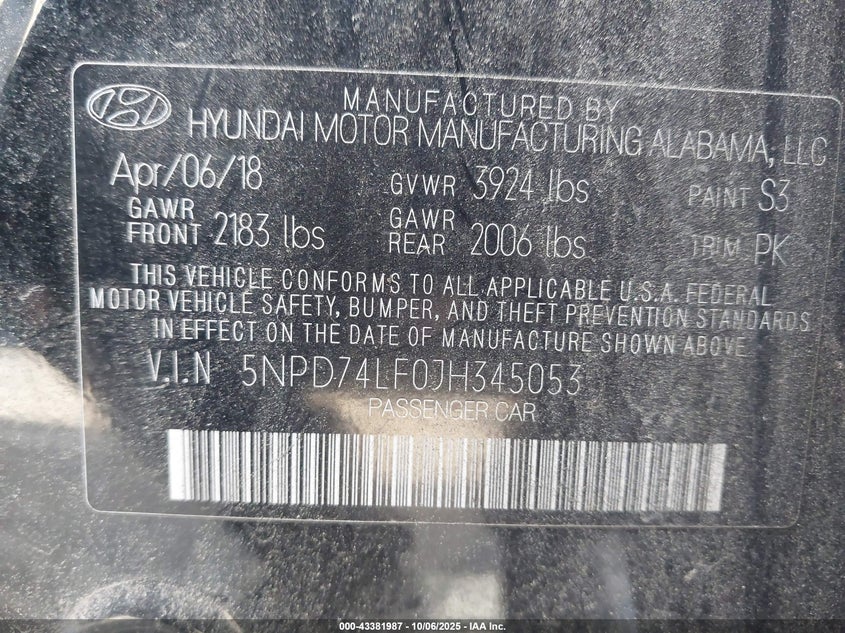 MANUFACTURED BY
HYUNDAI MOTOR MANUFACTURING ALABAMA, LLC
Apr/06/18 GVWR 3924 lbs PAINT S3
GAWR FRONT 2183 lbs GAWR REAR 2006 lbs TRIM PK
THIS VEHICLE CONFORMS TO ALL APPLICABLE U.S.A. FEDERAL
MOTOR VEHICLE SAFETY, BUMPER, AND THEFT PREVENTION STANDARDS
IN EFFECT ON THE DATE OF MANUFACTURE SHOWN ABOVE
V.I.N 5NPD74LF0JH345053
PASSENGER CAR
000-43381987 - 10/06/2025 - IAA Inc.